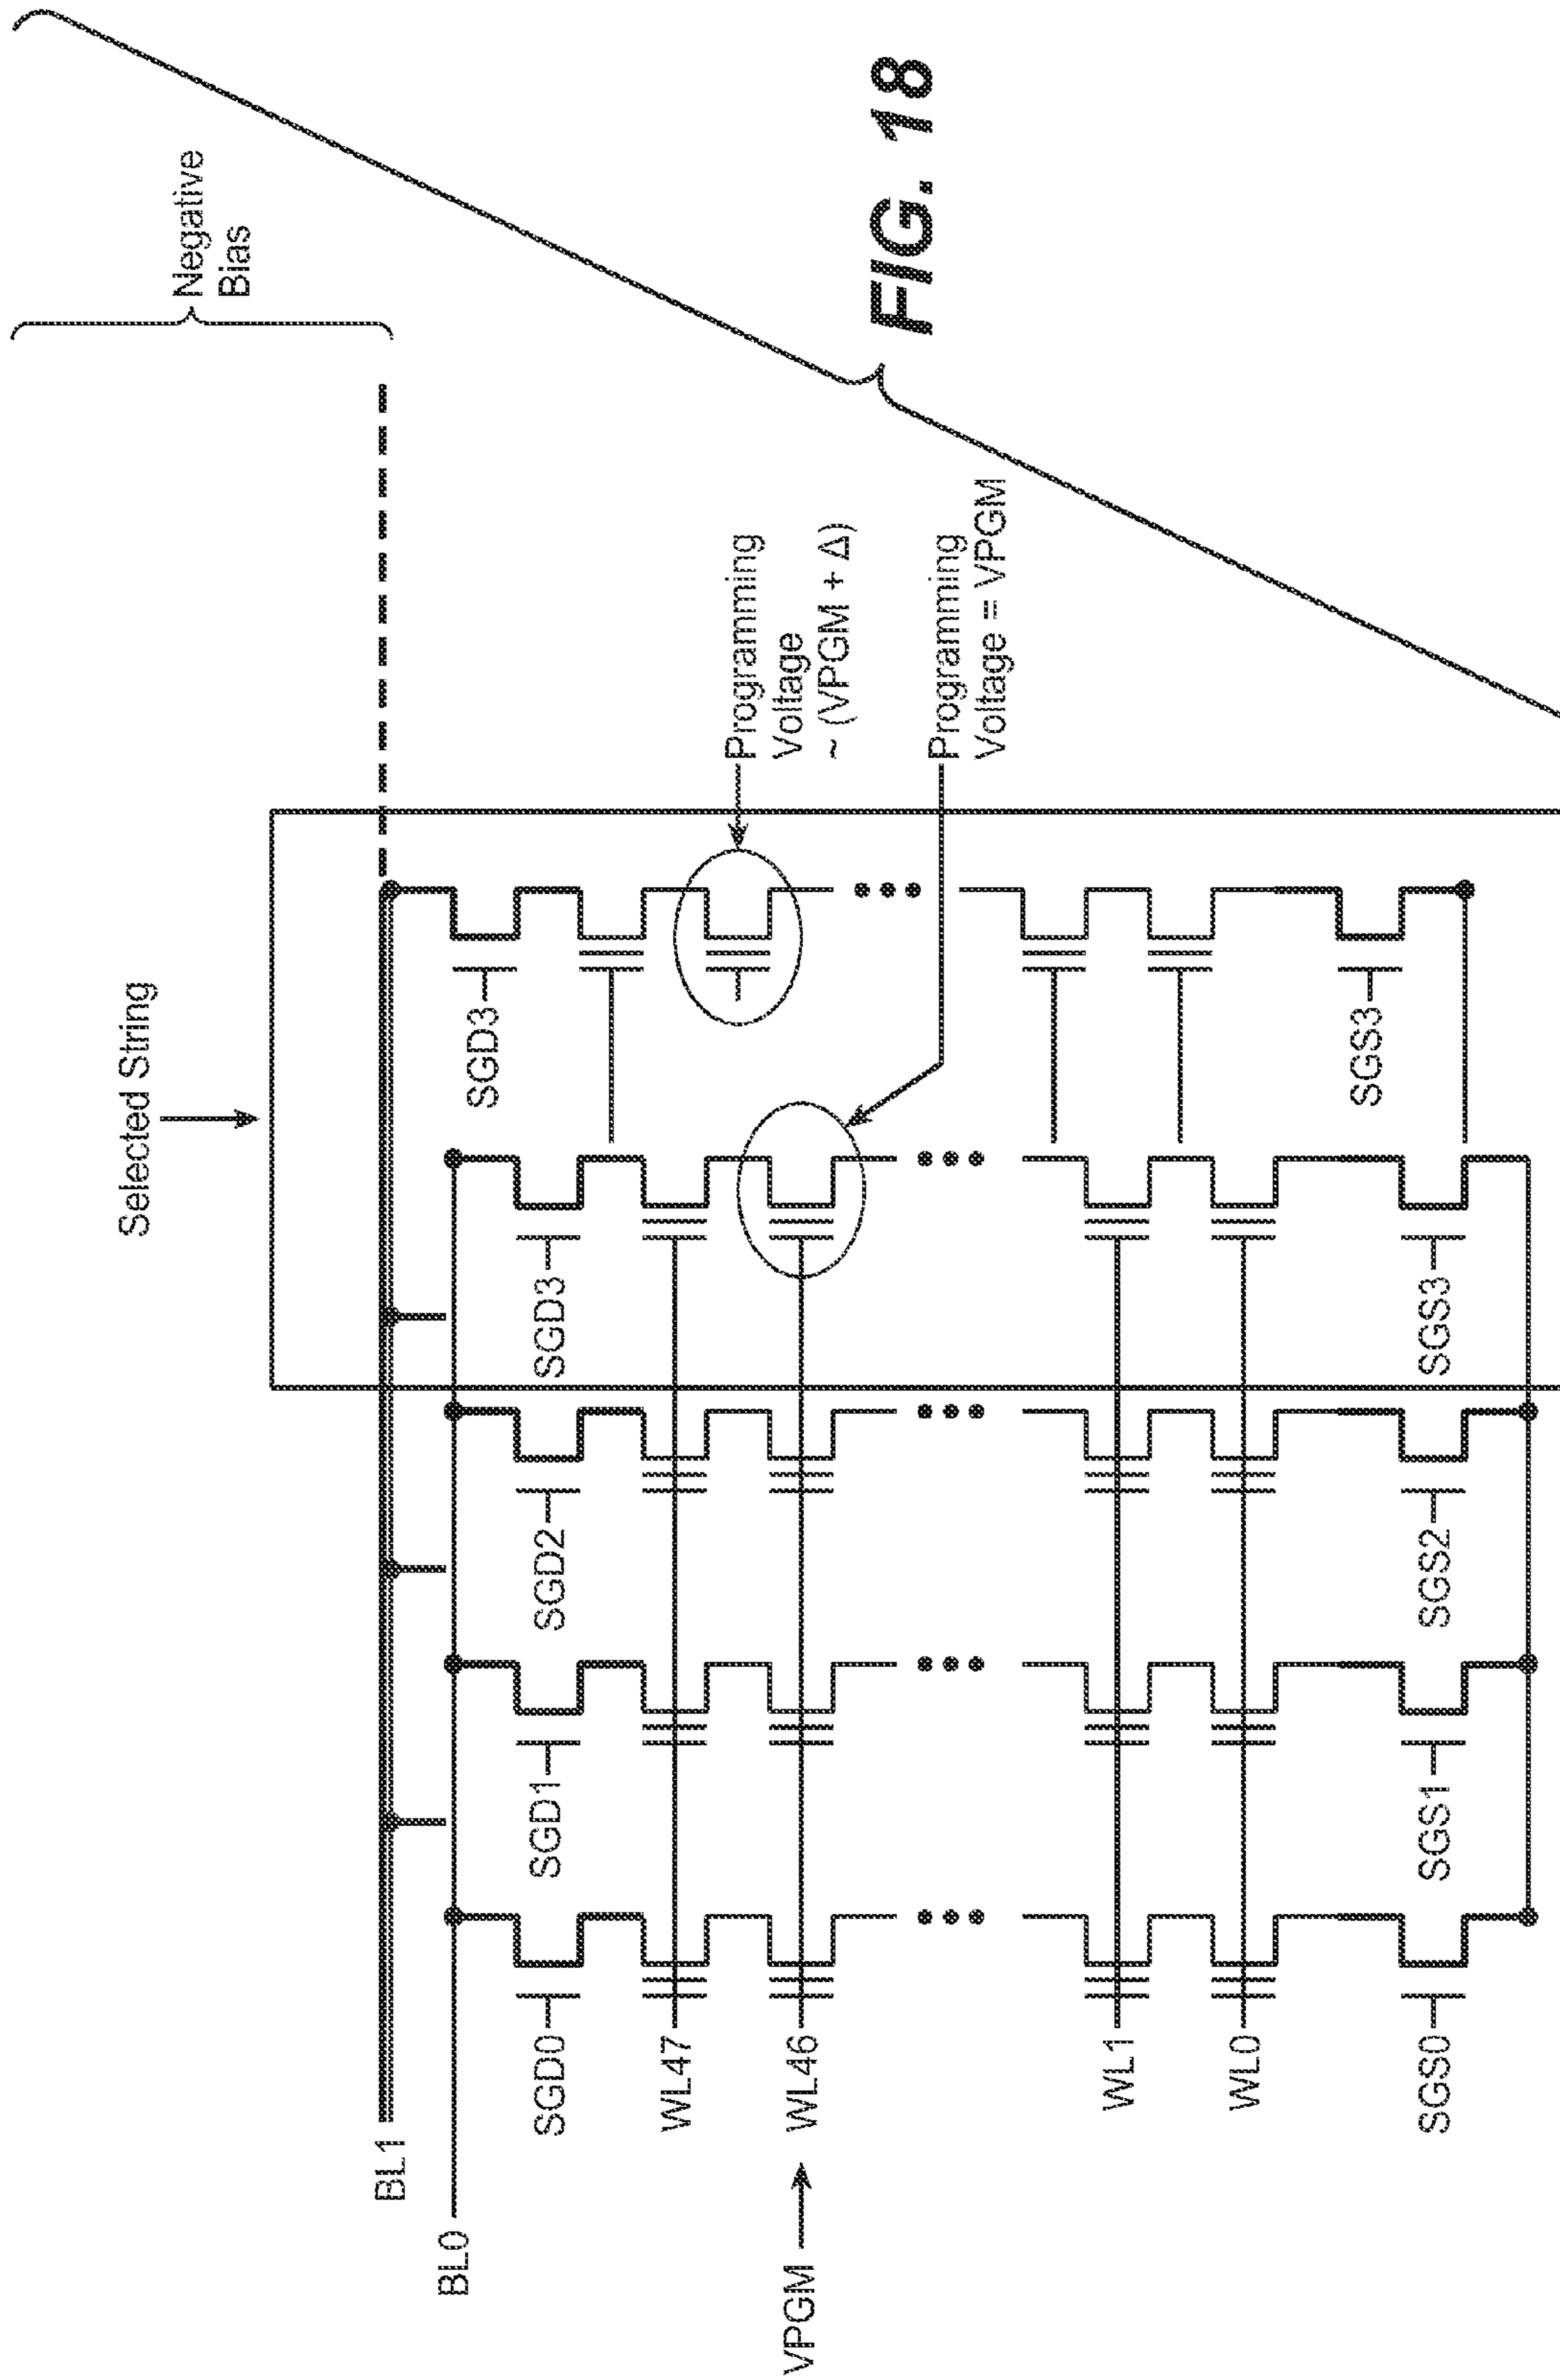 Negative
Bias
FIG. 18
Selected String
Programming
Voltage
~ (VPGM + Δ)
Programming
Voltage = VPGM
BL1
BL0
SGD0
SGD1
SGD2
SGD3
SGD3
WL47
VPGM
WL46
WL1
WL0
SGS0
SGS1
SGS2
SGS3
SGS3